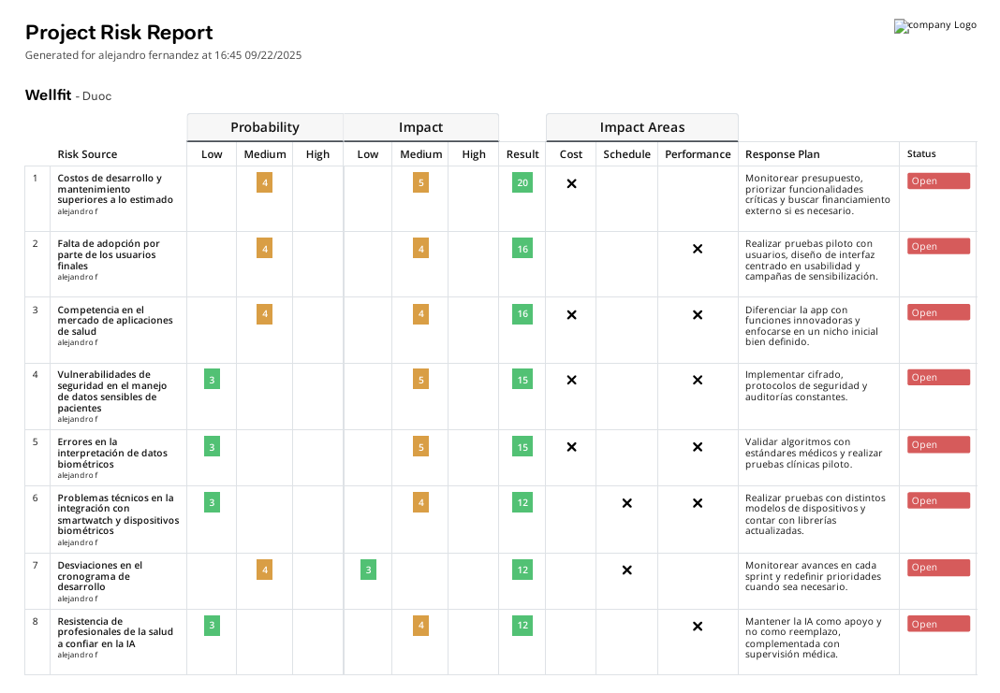 Project Risk Report
company Logo
Generated for alejandro fernandez at 16:45 09/22/2025
Wellfit - Duoc
Probability Impact Impact Areas
Risk Source Low Medium High Low Medium High Result Cost Schedule Performance Response Plan Status
1 Costos de desarrollo y 4 5 20 ✕ Monitorear presupuesto, Open
mantenimiento priorizar funcionalidades
superiores a lo estimado críticas y buscar financiamiento
alejandro f externo si es necesario.
2 Falta de adopción por 4 4 16 ✕ Realizar pruebas piloto con Open
parte de los usuarios usuarios, diseño de interfaz
finales centrado en usabilidad y
alejandro f campañas de sensibilización.
3 Competencia en el 4 4 16 ✕ ✕ Diferenciar la app con Open
mercado de aplicaciones funciones innovadoras y
de salud enfocarse en un nicho inicial
alejandro f bien definido.
4 Vulnerabilidades de 3 5 15 ✕ ✕ Implementar cifrado, Open
seguridad en el manejo protocolos de seguridad y
de datos sensibles de auditorías constantes.
pacientes
alejandro f
5 Errores en la 3 5 15 ✕ ✕ Validar algoritmos con Open
interpretación de datos estándares médicos y realizar
biométricos pruebas clínicas piloto.
alejandro f
6 Problemas técnicos en la 3 4 12 ✕ ✕ Realizar pruebas con distintos Open
integración con modelos de dispositivos y
smartwatch y dispositivos contar con librerías
biométricos actualizadas.
alejandro f
7 Desviaciones en el 4 3 12 ✕ Monitorear avances en cada Open
cronograma de sprint y redefinir prioridades
desarrollo cuando sea necesario.
alejandro f
8 Resistencia de 3 4 12 ✕ Mantener la IA como apoyo y Open
profesionales de la salud no como reemplazo,
a confiar en la IA complementada con
alejandro f supervisión médica.